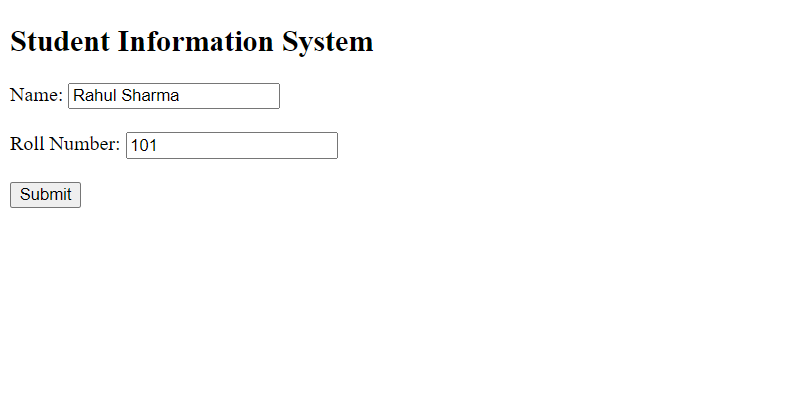 Student Information System
Name: Rahul Sharma
Roll Number: 101
Submit